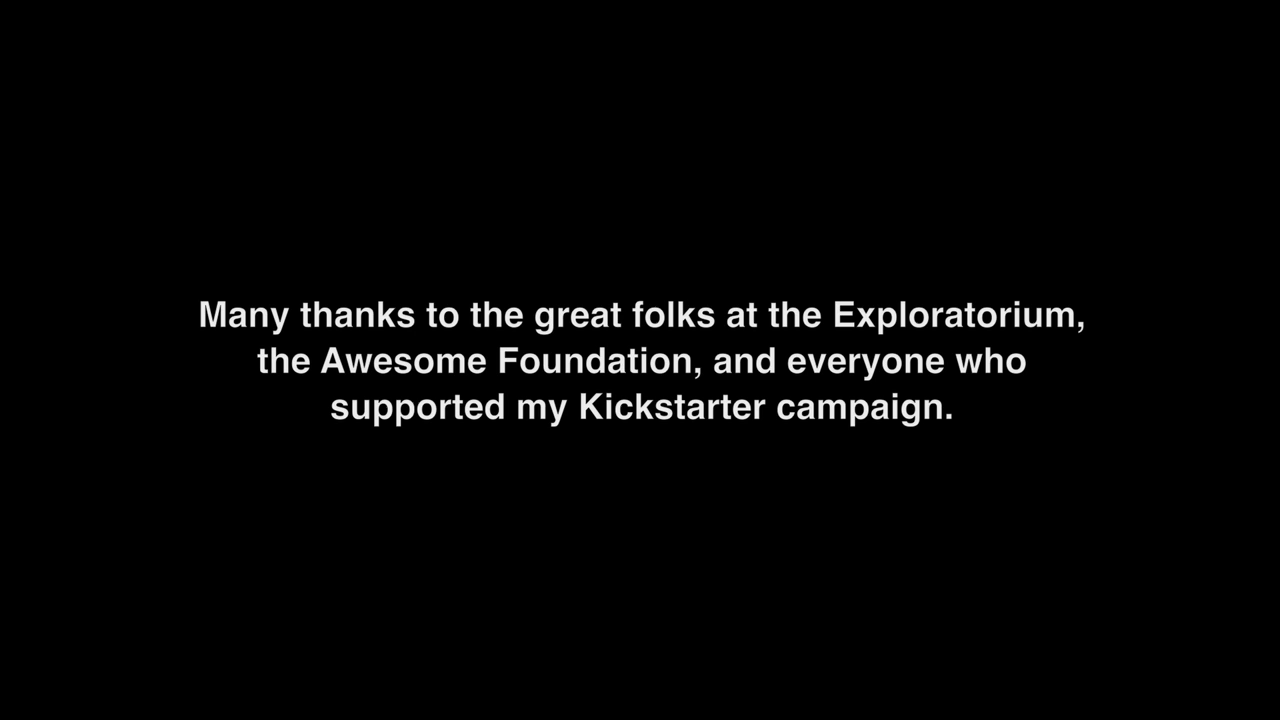 Many thanks to the great folks at the Exploratorium,
the Awesome Foundation, and everyone who
supported my Kickstarter campaign.